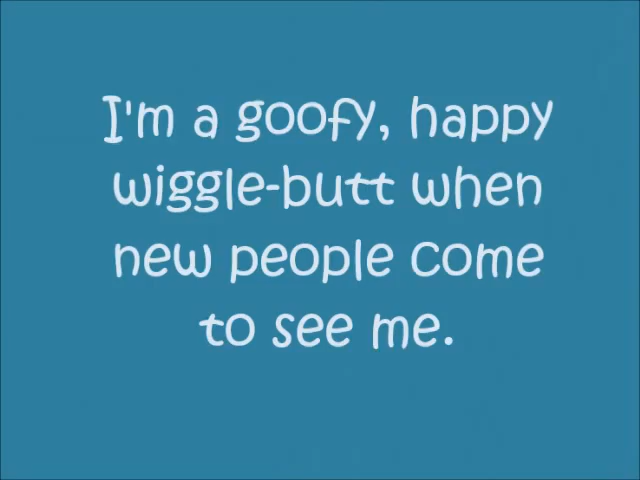 I'm a goofy, happy
wiggle-butt when
new people come
to see me.